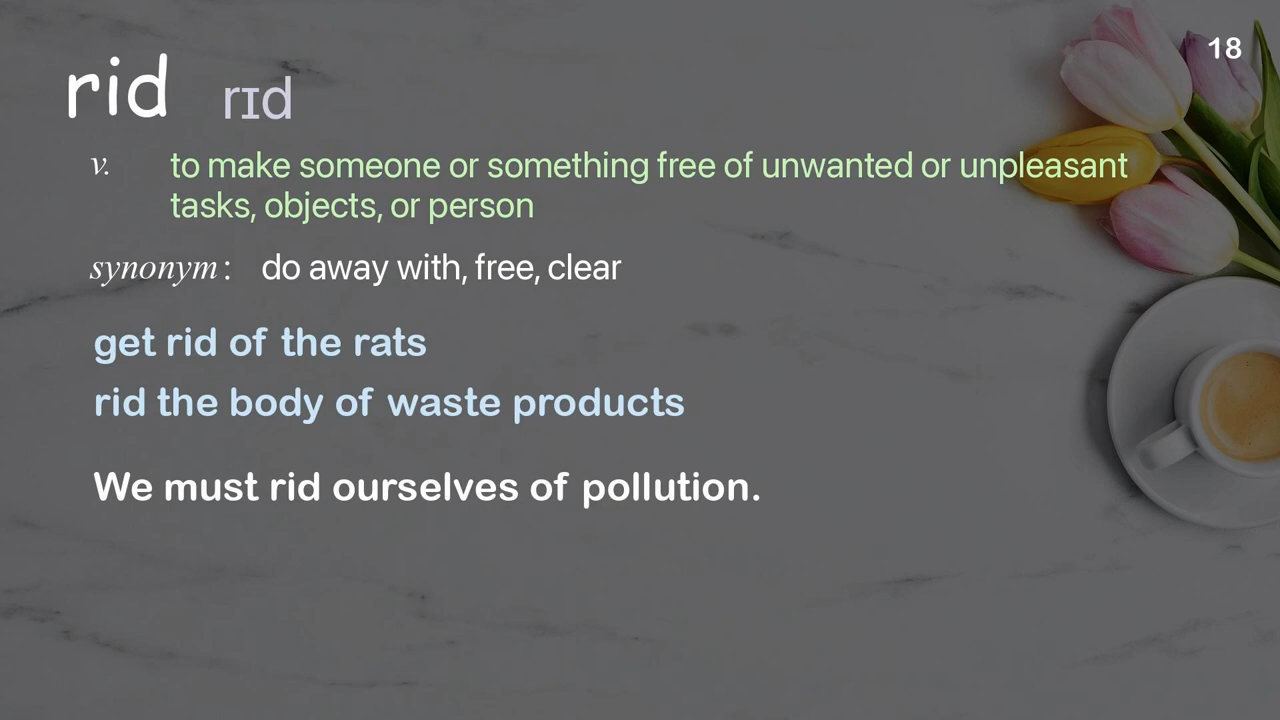 18
rid rɪd
v. to make someone or something free of unwanted or unpleasant
tasks, objects, or person
synonym: do away with, free, clear
get rid of the rats
rid the body of waste products
We must rid ourselves of pollution.